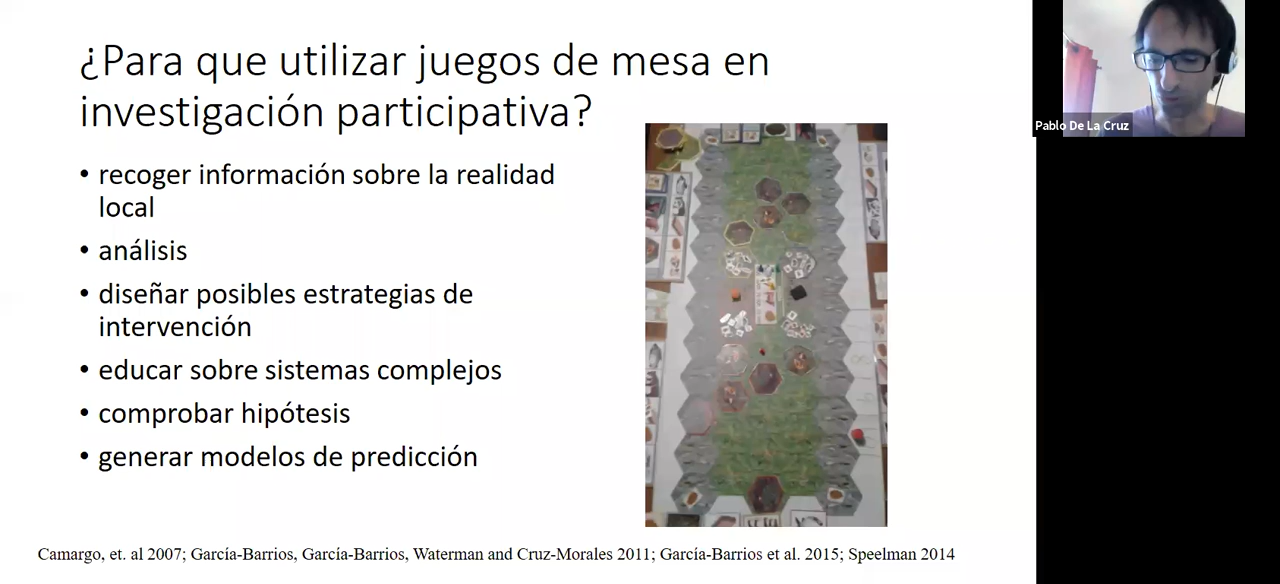 ¿Para que utilizar juegos de mesa en
investigación participativa?
• recoger información sobre la realidad
local
• análisis
• diseñar posibles estrategias de
intervención
• educar sobre sistemas complejos
• comprobar hipótesis
• generar modelos de predicción
Camargo, et. al 2007; García-Barrios, García-Barrios, Waterman and Cruz-Morales 2011; García-Barrios et al. 2015; Speelman 2014
Pablo De La Cruz